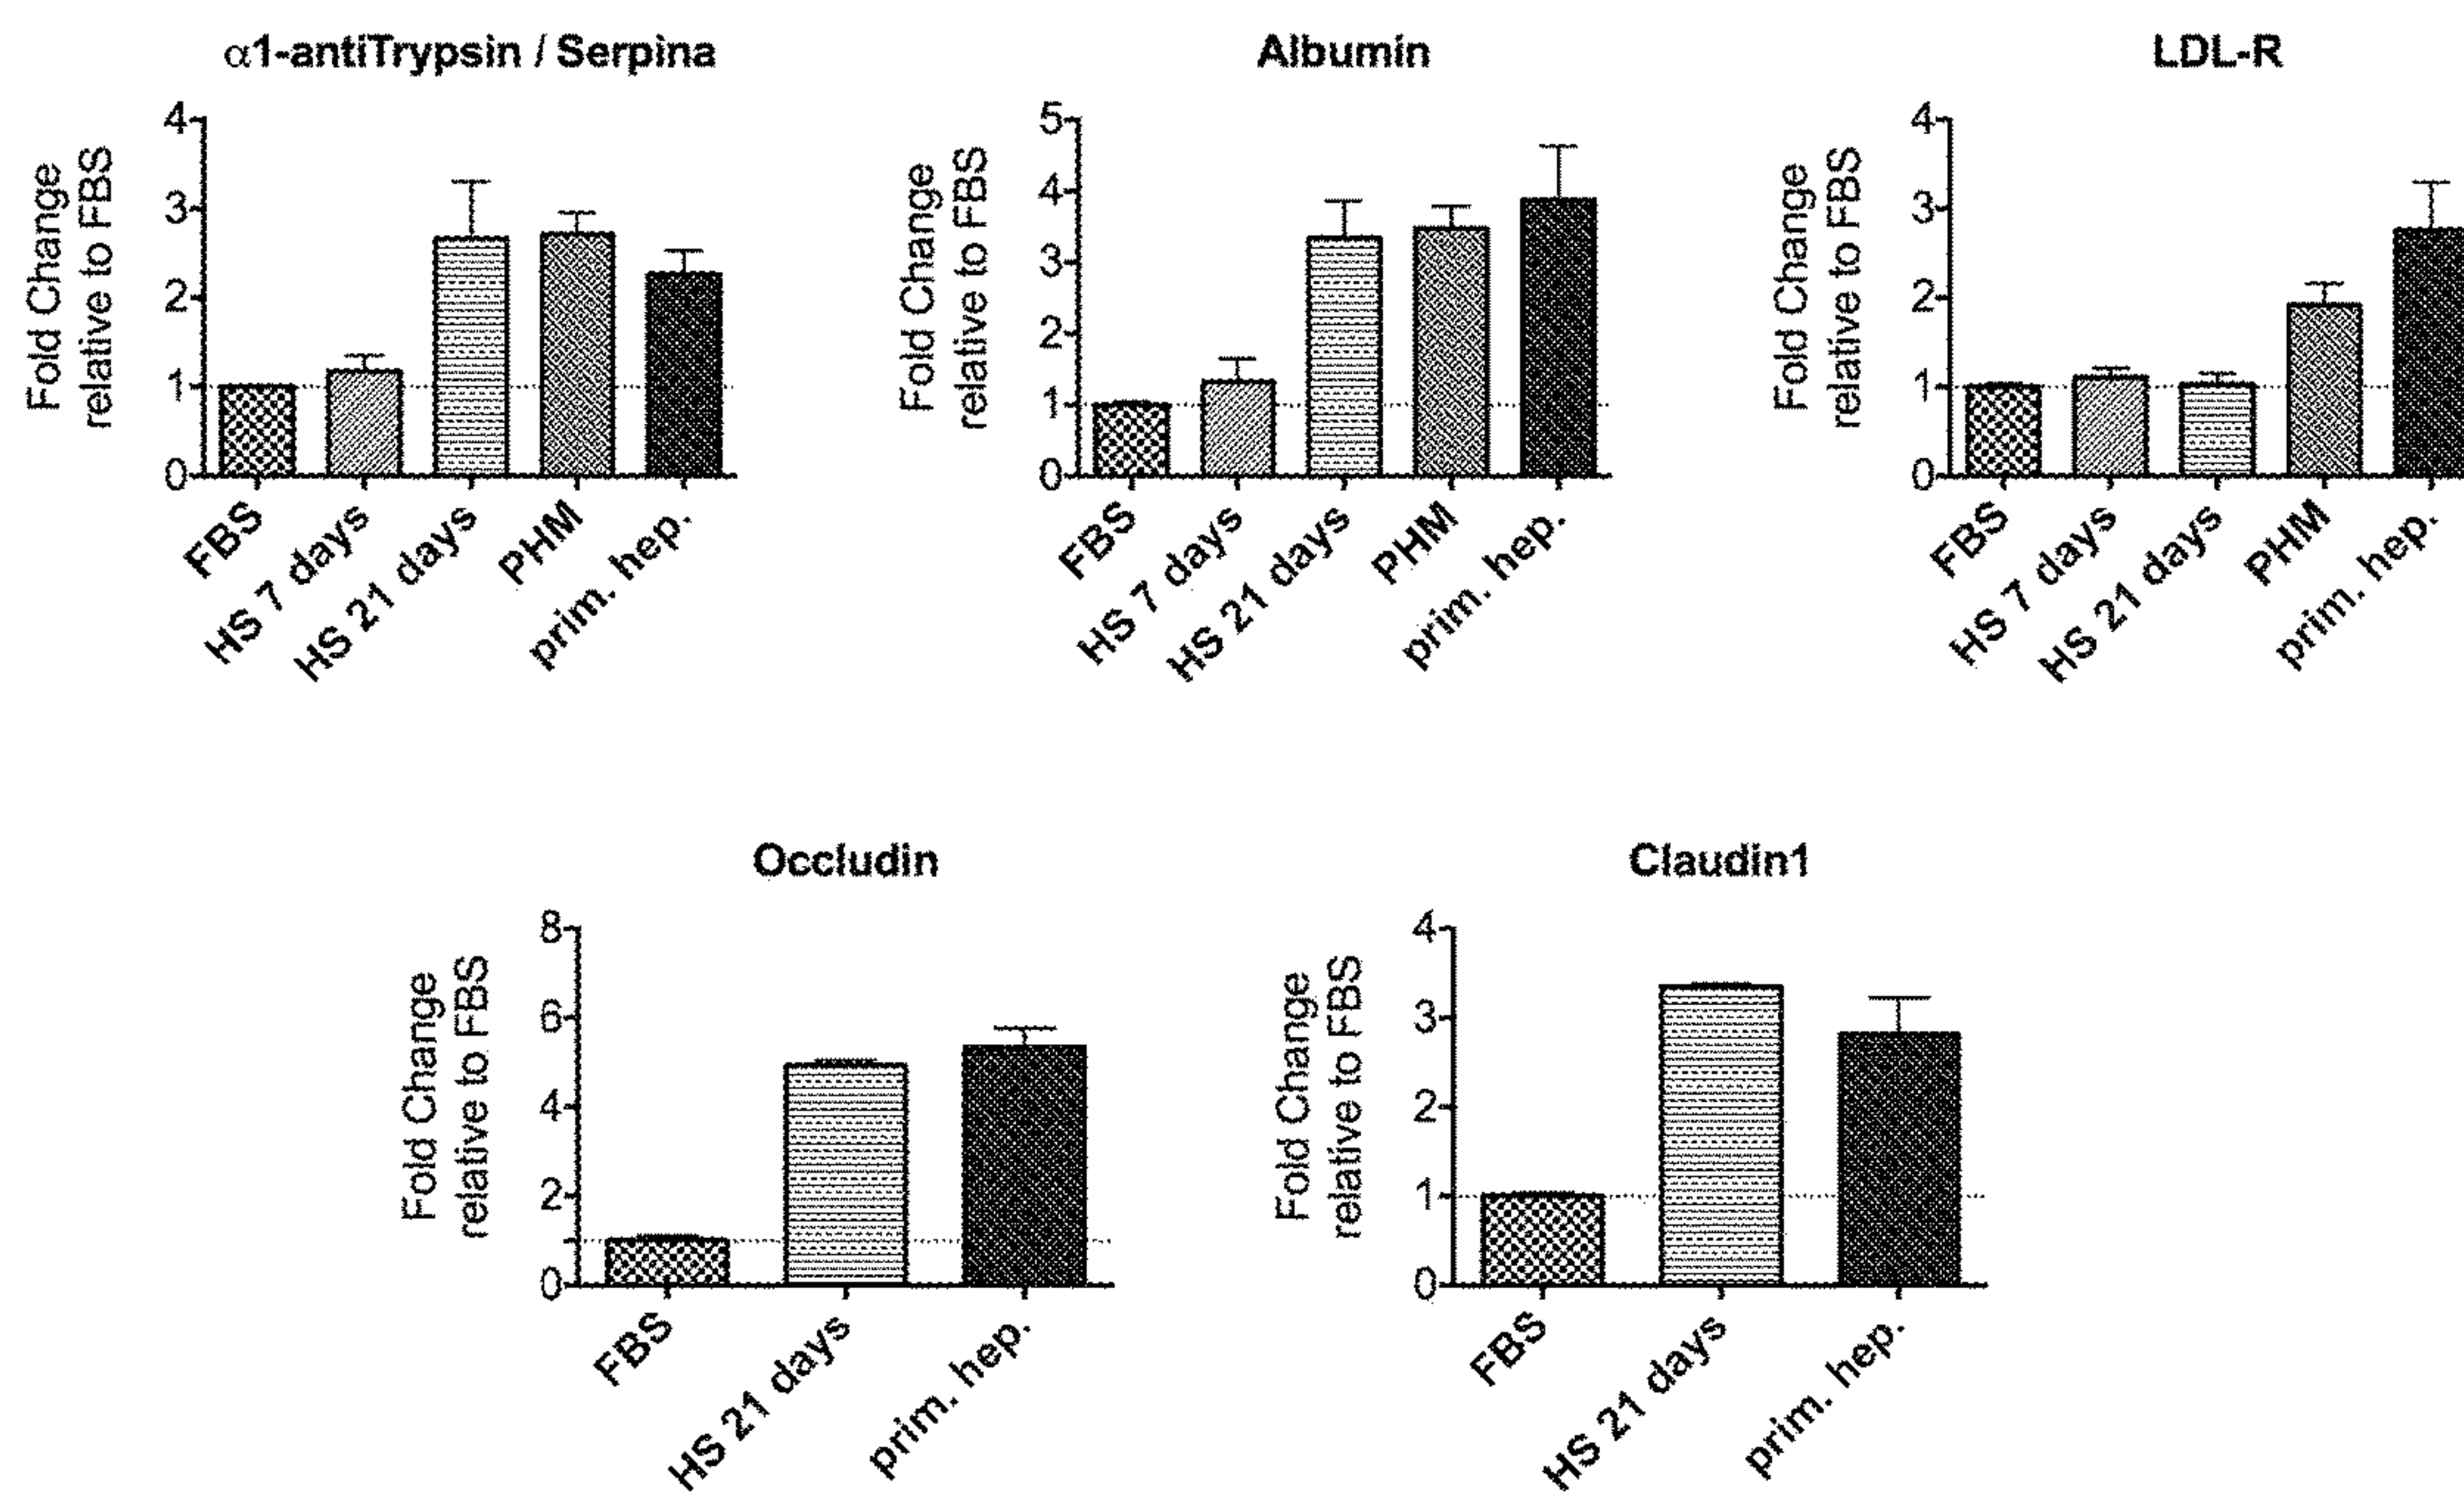 α1-antiTrypsin / Serpina
Fold Change
relative to FBS
4
3
2
1
0
FBS
HS 7 days
HS 21 days
PHM
prim. hep.
Albumin
Fold Change
relative to FBS
5
4
3
2
1
0
FBS
HS 7 days
HS 21 days
PHM
prim. hep.
LDL-R
Fold Change
relative to FBS
4
3
2
1
0
FBS
HS 7 days
HS 21 days
PHM
prim. hep.
Occludin
Fold Change
relative to FBS
8
6
4
2
0
FBS
HS 21 days
prim. hep.
Claudin1
Fold Change
relative to FBS
4
3
2
1
0
FBS
HS 21 days
prim. hep.